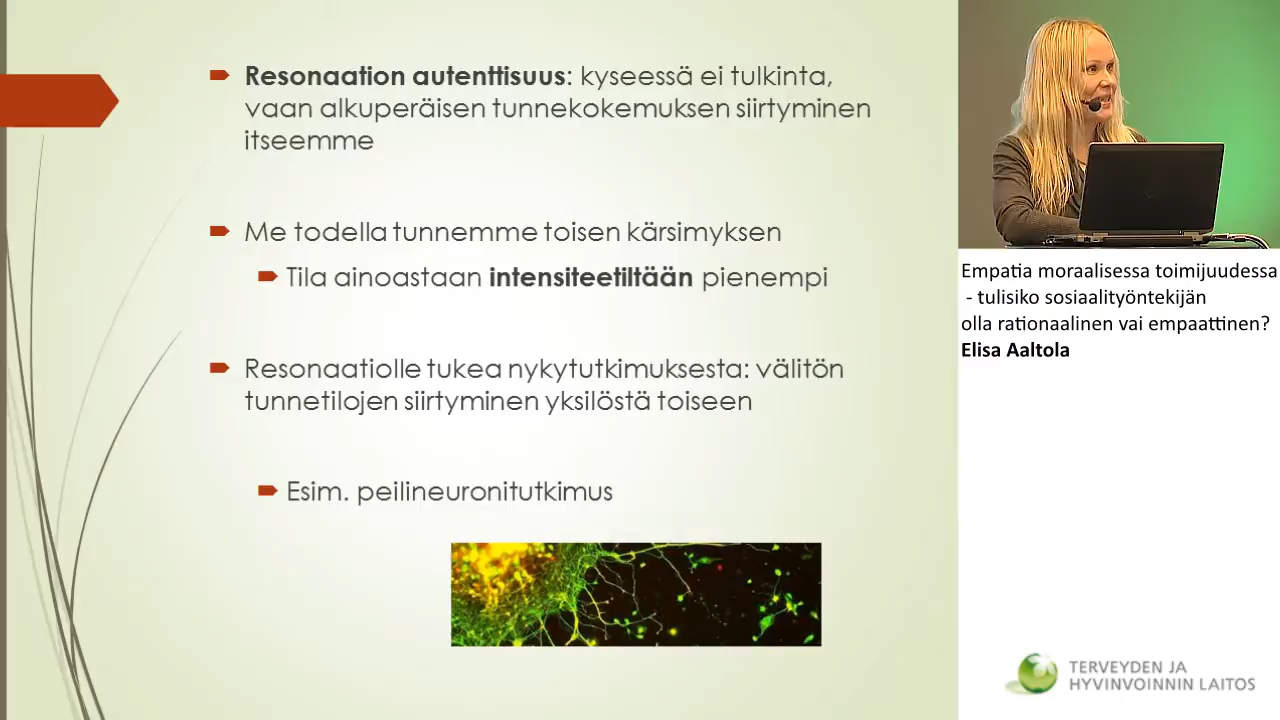 Resonaation autenttisuus: kyseessä ei tulkinta,
vaan alkuperäisen tunnekokemuksen siirtyminen
itseemme
Me todella tunnemme toisen kärsimyksen
Tila ainoastaan intensiteetiltään pienempi
Resonaatiolle tukea nykytutkimuksesta: välitön
tunnetilojen siirtyminen yksilöstä toiseen
Esim. peilineuronitutkimus
Empatia moraalisessa toimijuudessa
- tulisiko sosiaalityöntekijän
olla rationaalinen vai empaattinen?
Elisa Aaltola
TERVEYDEN JA
HYVINVOINNIN LAITOS